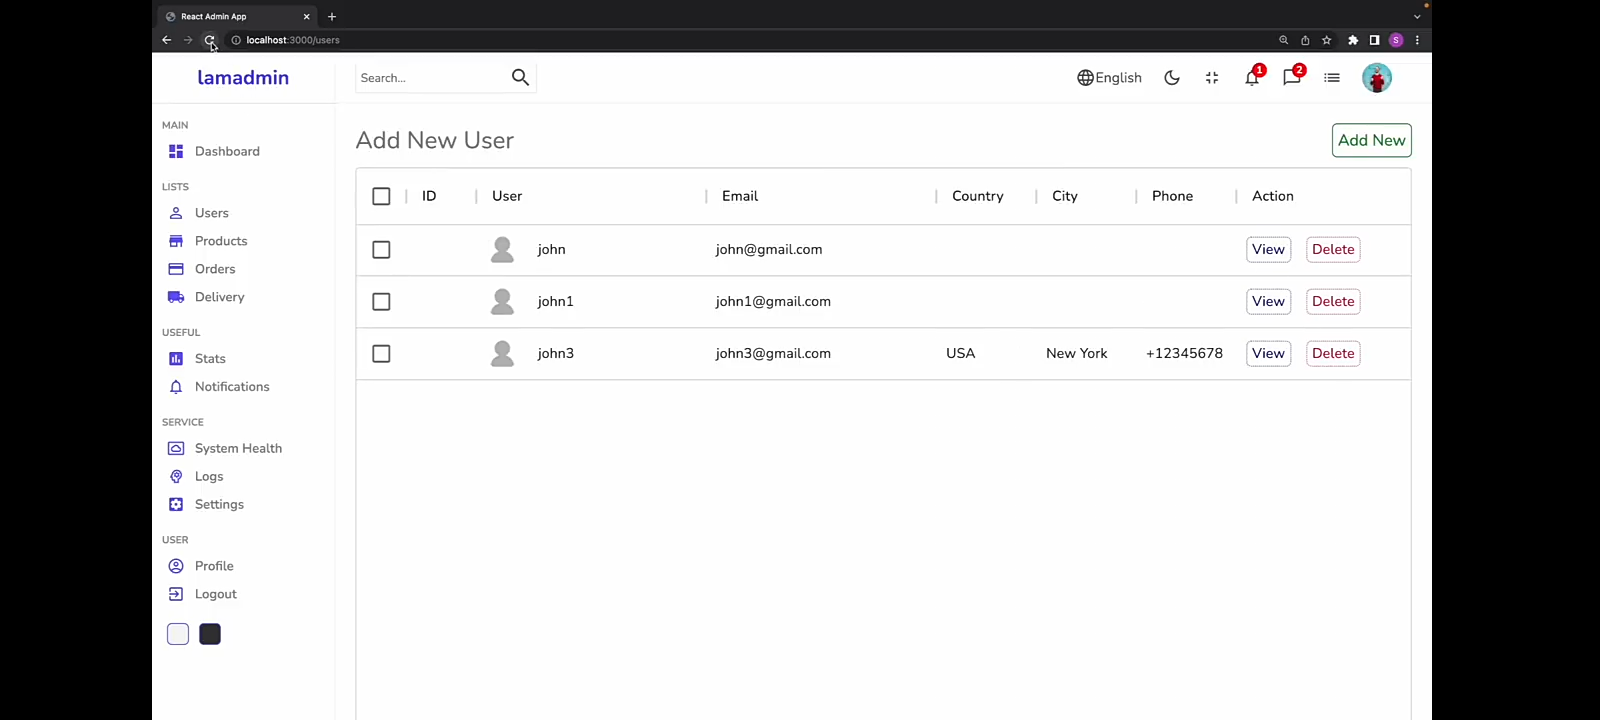 React Admin App
localhost:3000/users
S
lamadmin
Search...
English
1
2
MAIN
Dashboard
LISTS
Users
Products
Orders
Delivery
USEFUL
Stats
Notifications
SERVICE
System Health
Logs
Settings
USER
Profile
Logout
Add New User
Add New
ID User Email Country City Phone Action
john john@gmail.com View Delete
john1 john1@gmail.com View Delete
john3 john3@gmail.com USA New York +12345678 View Delete